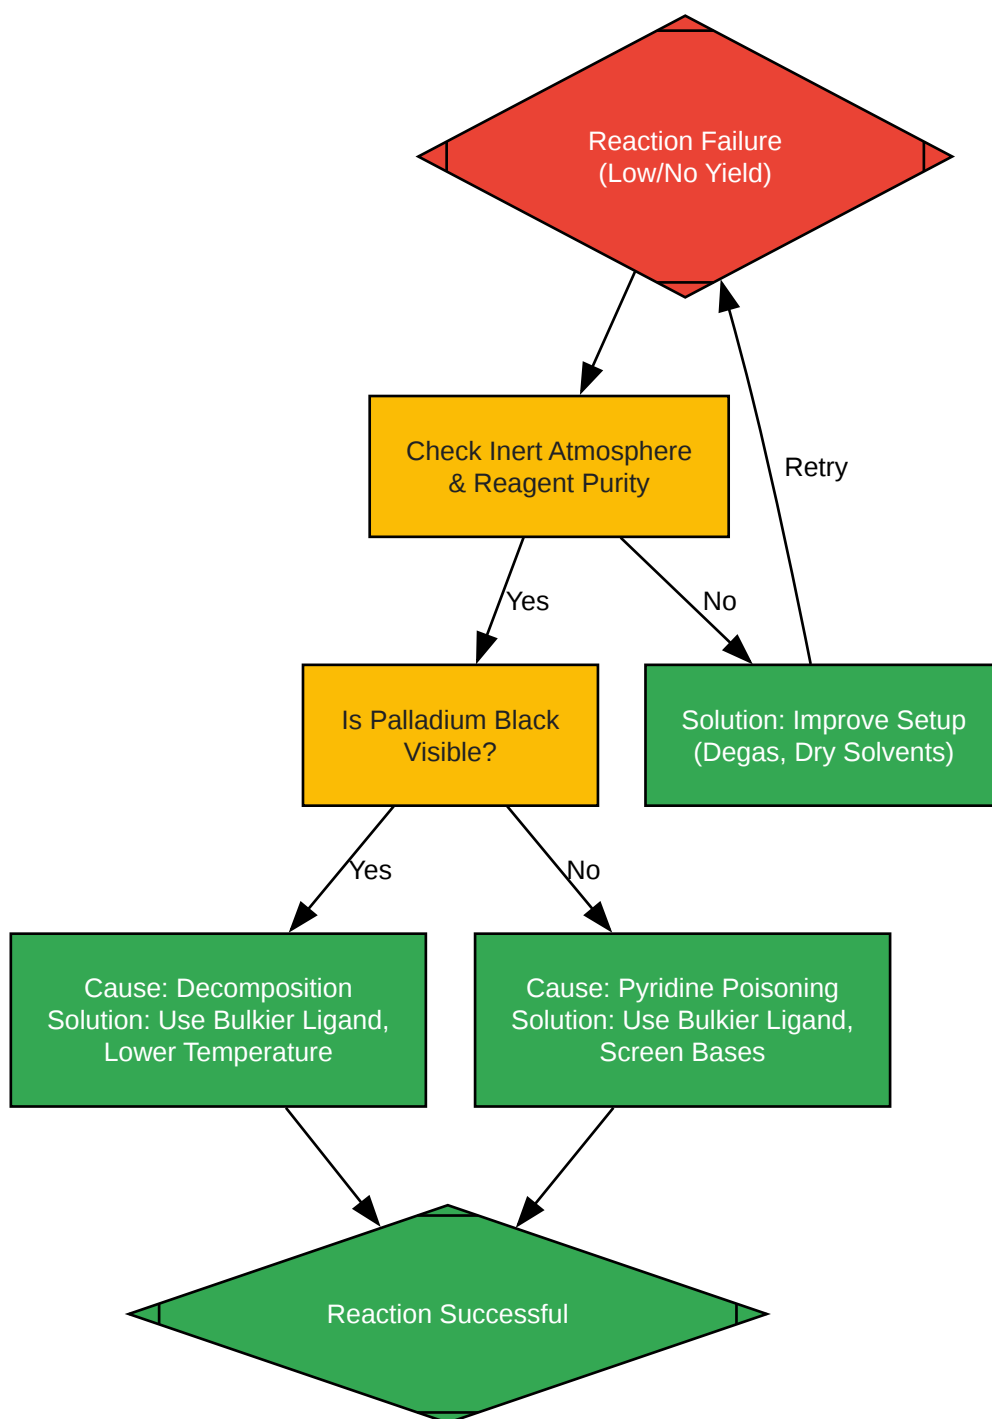 Reaction Failure
(Low/No Yield)
Check Inert Atmosphere
& Reagent Purity
Retry
Yes
No
Is Palladium Black
Visible?
Solution: Improve Setup
(Degas, Dry Solvents)
Yes
No
Cause: Decomposition
Solution: Use Bulkier Ligand,
Lower Temperature
Cause: Pyridine Poisoning
Solution: Use Bulkier Ligand,
Screen Bases
Reaction Successful